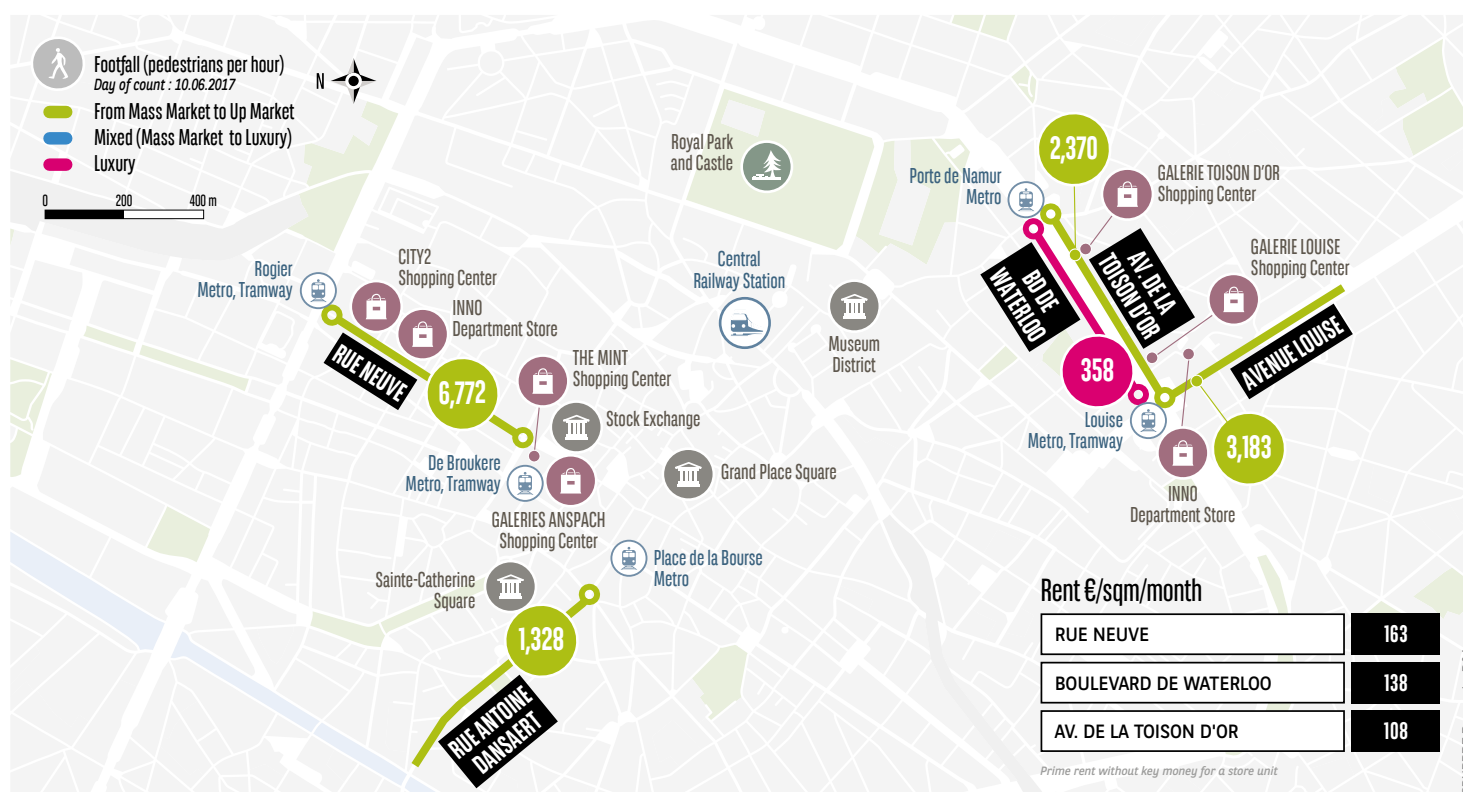 Footfall (pedestrians per hour)
Day of count : 10.06.2017
From Mass Market to Up Market
Mixed (Mass Market to Luxury)
Luxury
N
0 200 400 m
Royal Park
and Castle
Porte de Namur
Metro
2,370
GALERIE TOISON D'OR
Shopping Center
GALERIE LOUISE
Shopping Center
Rogier
Metro, Tramway
CITY2
Shopping Center
INNO
Department Store
RUE NEUVE
6,772
THE MINT
Shopping Center
Stock Exchange
De Broukere
Metro, Tramway
GALERIES ANSPACH
Shopping Center
Central
Railway Station
Museum
District
Grand Place Square
BD DE
WATERLOO
AV. DE LA
TOISON D'OR
AVENUE LOUISE
358
Louise
Metro, Tramway
3,183
INNO
Department Store
Place de la Bourse
Metro
Sainte-Catherine
Square
1,328
RUE ANTOINE
DANSAERT
Rent €/sqm/month
RUE NEUVE 163
BOULEVARD DE WATERLOO 138
AV. DE LA TOISON D'OR 108
Prime rent without key money for a store unit